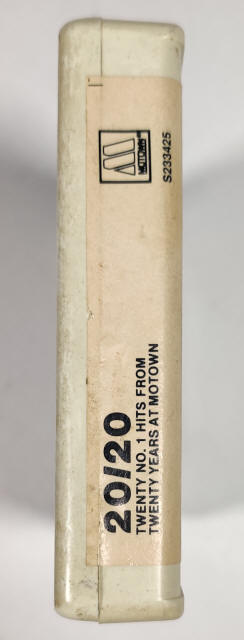 20/20
TWENTY NO. 1 HITS FROM
TWENTY YEARS AT MOTOWN
MOTOWN
S233425